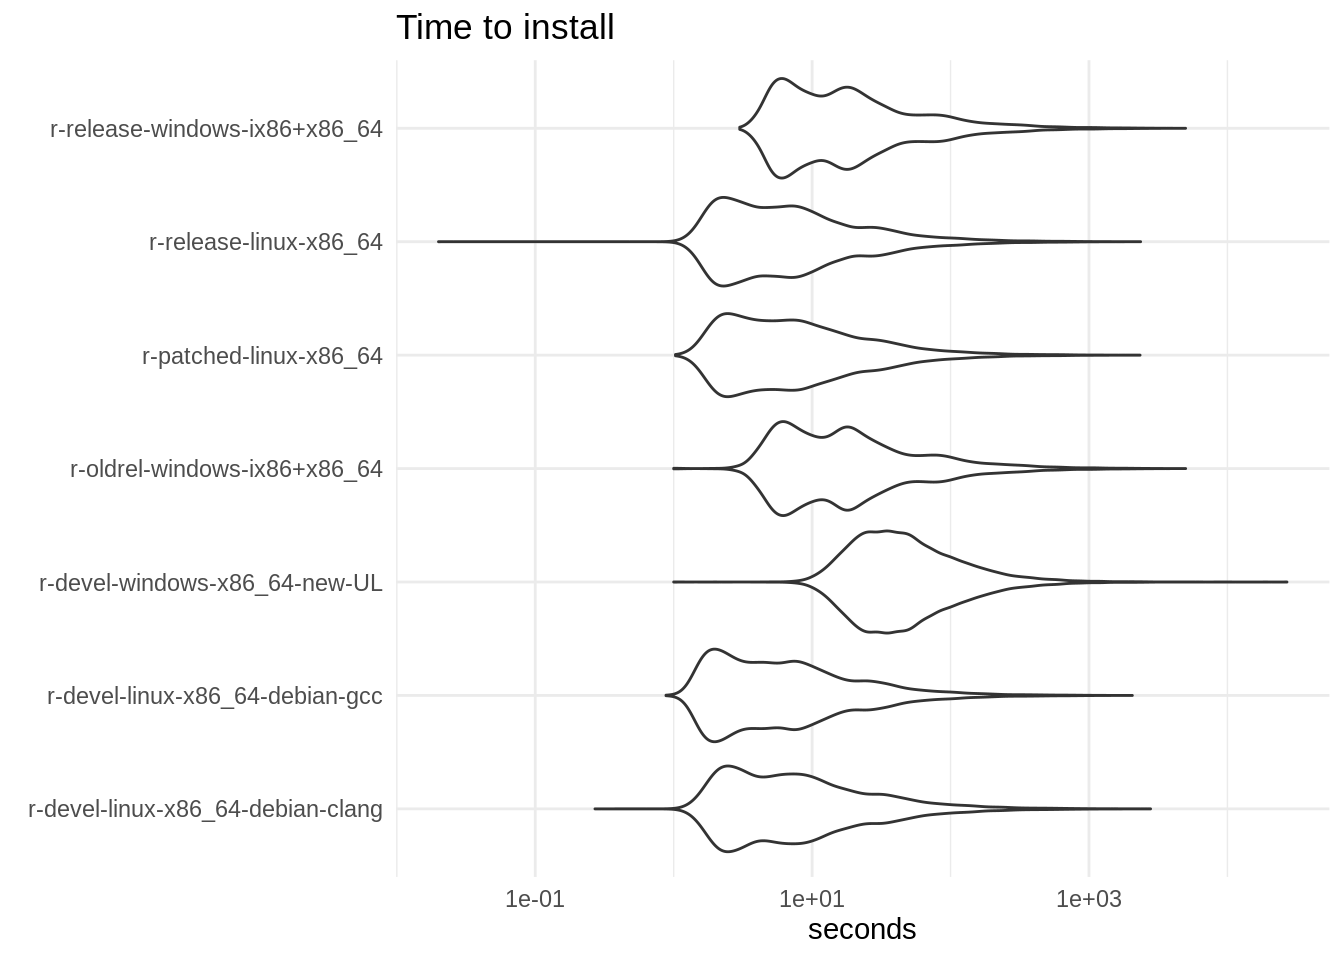 Time to install
r-release-windows-ix86+x86_64
r-release-linux-x86_64
r-patched-linux-x86_64
r-oldrel-windows-ix86+x86_64
r-devel-windows-x86_64-new-UL
r-devel-linux-x86_64-debian-gcc
r-devel-linux-x86_64-debian-clang
1e-01 1e+01 1e+03
seconds